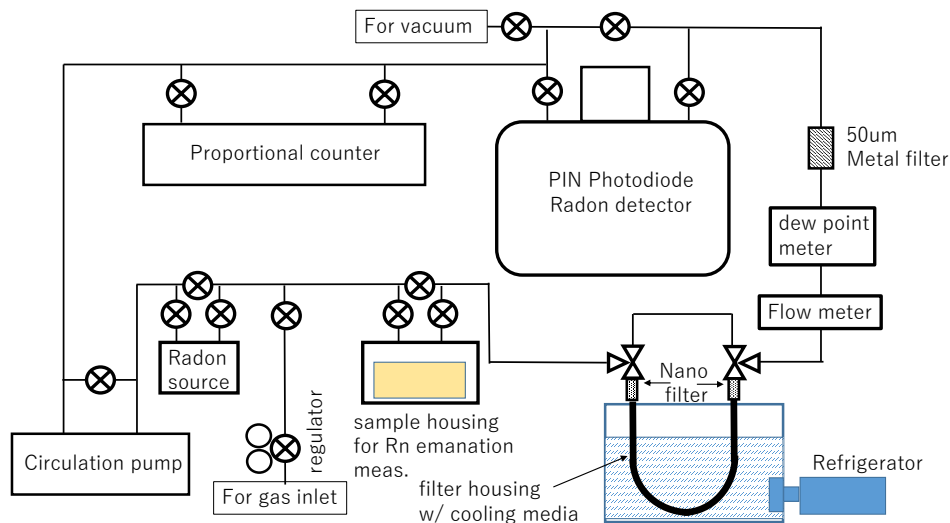 For vacuum
Proportional counter
PIN Photodiode
Radon detector
50um
Metal filter
dew point
meter
Flow meter
Radon
source
Nano
filter
sample housing
for Rn emanation
meas.
regulator
Circulation pump
For gas inlet
filter housing
w/ cooling media
Refrigerator